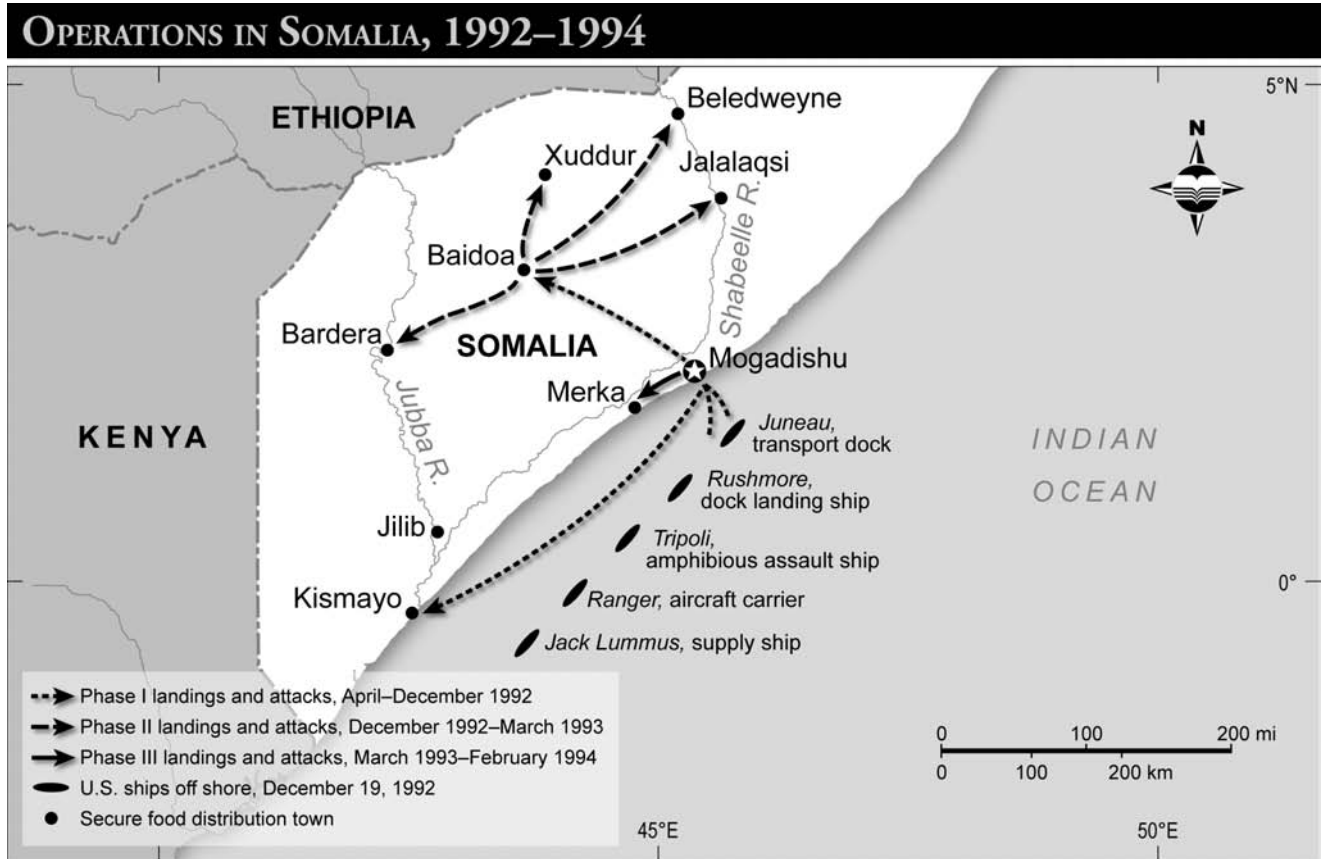 OPERATIONS IN SOMALIA, 1992–1994
5°N
ETHIOPIA
Beledweyne
N
Xuddur
Jalalaqsi
Baidoa
Shabeelle R.
Bardera
SOMALIA
Mogadishu
Merka
Jubba R.
KENYA
Juneau,
transport dock
INDIAN
OCEAN
Rushmore,
dock landing ship
Jilib
Tripoli,
amphibious assault ship
0°
Kismayo
Ranger, aircraft carrier
Jack Lummus, supply ship
Phase I landings and attacks, April–December 1992
Phase II landings and attacks, December 1992–March 1993
Phase III landings and attacks, March 1993–February 1994
U.S. ships off shore, December 19, 1992
Secure food distribution town
0 100 200 mi
0 100 200 km
45°E
50°E